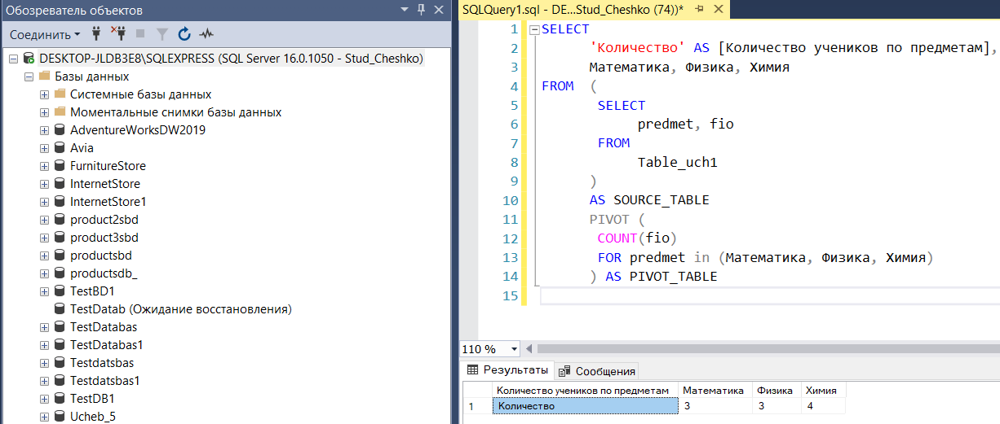 Обозреватель объектов
Соединить
DESKTOP-JLDB3E8\SQLEXPRESS (SQL Server 16.0.1050 - Stud_Cheshko)
Базы данных
Системные базы данных
Моментальные снимки базы данных
AdventureWorksDW2019
Avia
FurnitureStore
InternetStore
InternetStore1
product2sbd
product3sbd
productsbd
productsdb_
TestBD1
TestDatab (Ожидание восстановления)
TestDatabas
TestDatabas1
Testdatsbas
Testdatsbas1
TestDB1
Ucheb_5
SQLQuery1.sql - DE...Stud_Cheshko (74))*
1 SELECT
2 'Количество' AS [Количество учеников по предметам],
3 Математика, Физика, Химия
4 FROM (
5 SELECT
6 predmet, fio
7 FROM
8 Table_uch1
9 )
10 AS SOURCE_TABLE
11 PIVOT (
12 COUNT(fio)
13 FOR predmet in (Математика, Физика, Химия)
14 ) AS PIVOT_TABLE
15
110 %
Результаты Сообщения
Количество учеников по предметам Математика Физика Химия
1 Количество 3 3 4